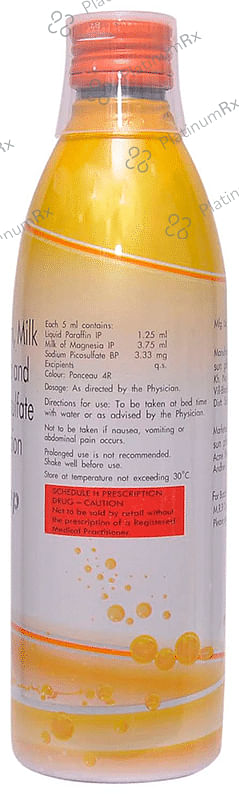 PlatinumRx
Milk
and
lfate
on
Each 5 ml contains:
Liquid Paraffin IP 1.25 ml
Milk of Magnesia IP 3.75 ml
Sodium Picosulfate BP 3.33 mg
Excipients q.s.
Colour: Ponceau 4R
Dosage: As directed by the Physician.
Directions for use: To be taken at bed time
with water or as advised by the Physician.
Not to be taken if nausea, vomiting or
abdominal pain occurs.
Prolonged use is not recommended.
Shake well before use.
Store at temperature not exceeding 30°C.
SCHEDULE H PRESCRIPTION
DRUG – CAUTION
Not to be sold by retail without
the prescription of a Registered
Medical Practitioner.
Mfg.